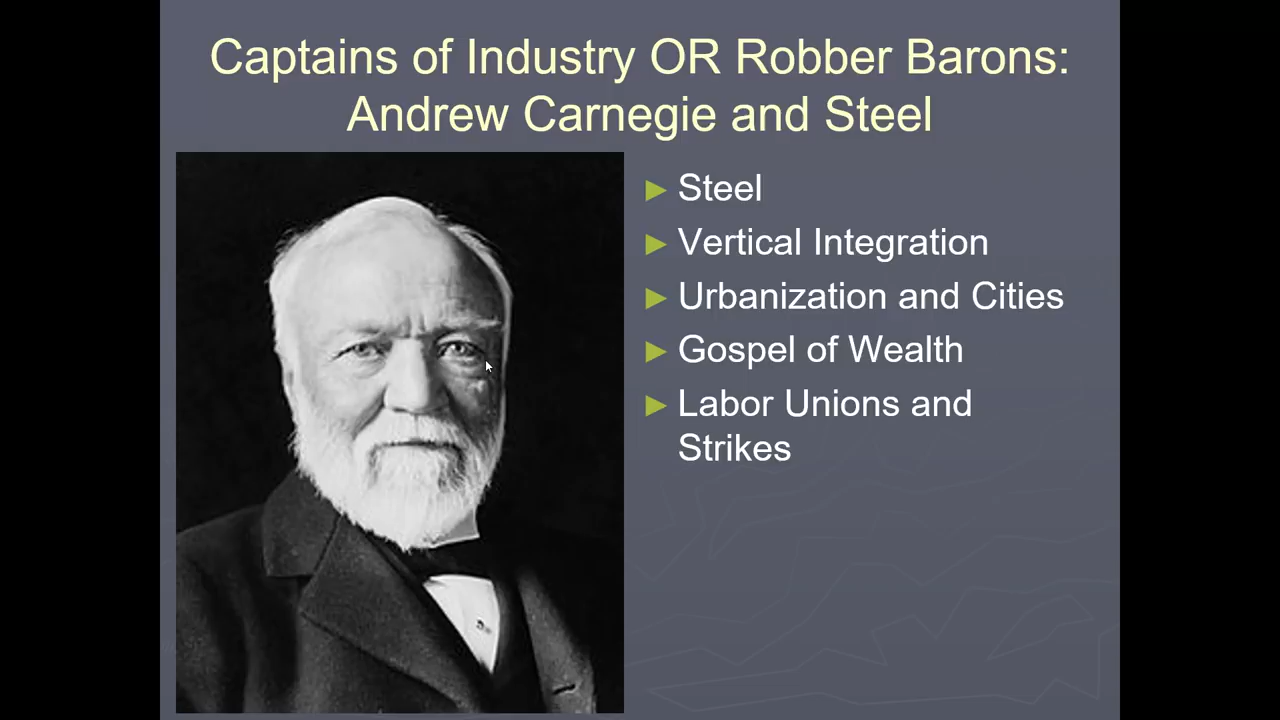 Captains of Industry OR Robber Barons:
Andrew Carnegie and Steel
Steel
Vertical Integration
Urbanization and Cities
Gospel of Wealth
Labor Unions and
Strikes